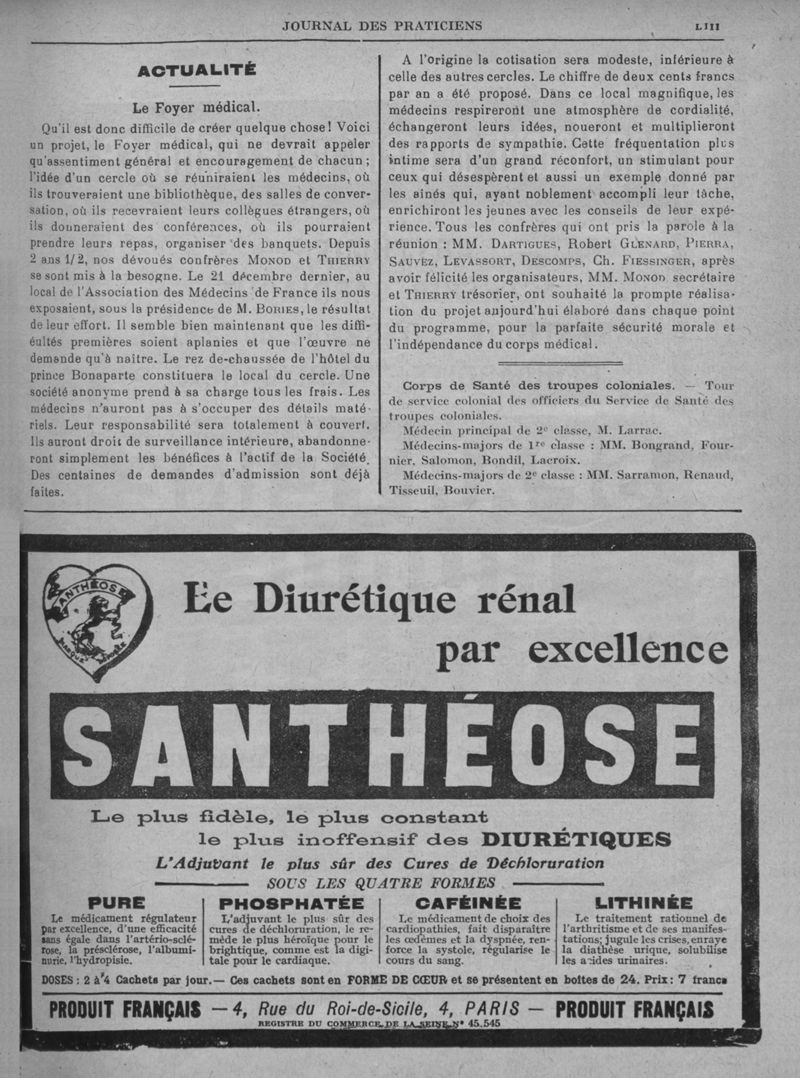 JOURNAL DES PRATICIENS LIII
ACTUALITÉ
Le Foyer médical.
Qu'il est donc difficile de créer quelque chose ! Voici
un projet, le Foyer médical, qui ne devrait appeler
qu'assentiment général et encouragement de chacun ;
l'idée d'un cercle où se réuniraient les médecins, où
ils trouveraient une bibliothèque, des salles de conver-
sation, où ils recevraient leurs collègues étrangers, où
ils donneraient des conférences, où ils pourraient
prendre leurs repas, organiser des banquets. Depuis
2 ans 1/2, nos dévoués confrères MONOD et THIERRY
se sont mis à la besogne. Le 21 décembre dernier, au
local de l'Association des Médecins de France ils nous
exposaient, sous la présidence de M. BORIES, le résultat
de leur effort. Il semble bien maintenant que les diffi-
éultés premières soient aplanies et que l'œuvre ne
demande qu'à naître. Le rez de-chaussée de l'hôtel du
prince Bonaparte constituera le local du cercle. Une
société anonyme prend à sa charge tous les frais. Les
médecins n'auront pas à s'occuper des détails maté-
riels. Leur responsabilité sera totalement à couvert.
Ils auront droit de surveillance intérieure, abandonne-
ront simplement les bénéfices à l'actif de la Société.
Des centaines de demandes d'admission sont déjà
faites.
A l'origine la cotisation sera modeste, inférieure à
celle des autres cercles. Le chiffre de deux cents francs
par an a été proposé. Dans ce local magnifique, les
médecins respireront une atmosphère de cordialité,
échangeront leurs idées, noueront et multiplieront
des rapports de sympathie. Cette fréquentation plus
intime sera d'un grand réconfort, un stimulant pour
ceux qui désespèrent et aussi un exemple donné par
les aînés qui, ayant noblement accompli leur tâche,
enrichiront les jeunes avec les conseils de leur expé-
rience. Tous les confrères qui ont pris la parole à la
réunion : MM. DARTIGUES, Robert GLÉNARD, PIERRA,
SAUVEZ, LEVASSORT, DESCOMPS, Ch. FIESSINGER, après
avoir félicité les organisateurs, MM. MONOD secrétaire
et THIERRY trésorier, ont souhaité la prompte réalisa-
tion du projet aujourd'hui élaboré dans chaque point
du programme, pour la parfaite sécurité morale et
l'indépendance du corps médical.
Corps de Santé des troupes coloniales. — Tour
de service colonial des officiers du Service de Santé des
troupes coloniales.
Médecin principal de 2e classe, M. Larrac.
Médecins-majors de 1re classe : MM. Bongrand, Four-
nier, Salomon, Bondil, Lacroix.
Médecins-majors de 2e classe : MM. Sarramon, Renaud,
Tisseuil, Bouvier.
SANTHÉOSE
MARQUE DÉPOSÉE
Le Diurétique rénal
par excellence
SANTHÉOSE
Le plus fidèle, le plus constant
le plus inoffensif des DIURÉTIQUES
L'Adjuvant le plus sûr des Cures de Déchloruration
SOUS LES QUATRE FORMES
PURE
Le médicament régulateur
par excellence, d'une efficacité
sans égale dans l'artério-sclé-
rose, la présclérose, l'albumi-
nurie, l'hydropisie.
PHOSPHATÉE
L'adjuvant le plus sûr des
cures de déchloruration, le re-
mède le plus héroïque pour le
brightique, comme est la digi-
tale pour le cardiaque.
CAFÉINÉE
Le médicament de choix des
cardiopathies, fait disparaître
les œdèmes et la dyspnée, ren-
force la systole, régularise le
cours du sang.
LITHINÉE
Le traitement rationnel de
l'arthritisme et de ses manifes-
tations; jugule les crises, enraye
la diathèse urique, solubilise
les acides urinaires.
DOSES : 2 à 4 Cachets par jour. — Ces cachets sont en FORME DE CŒUR et se présentent en boîtes de 24. Prix : 7 francs
PRODUIT FRANÇAIS — 4, Rue du Roi-de-Sicile, 4, PARIS — PRODUIT FRANÇAIS
REGISTRE DU COMMERCE DE LA SEINE N° 45.545